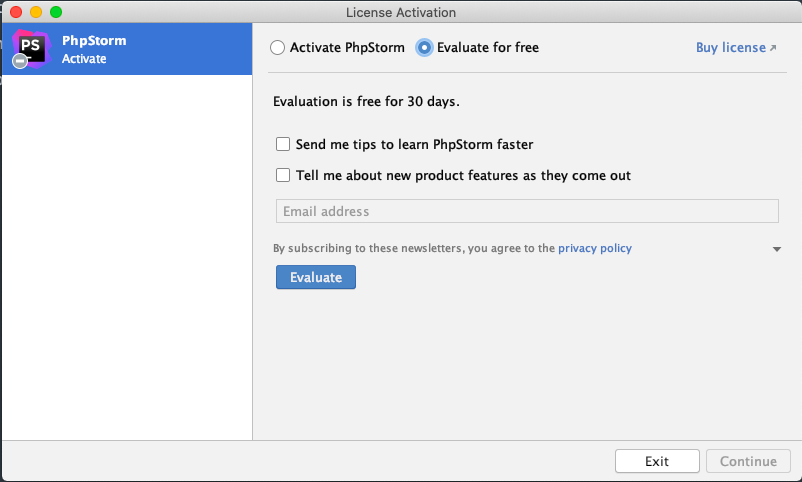 License Activation
PS
PhpStorm
Activate
Activate PhpStorm
Evaluate for free
Buy license ↗
Evaluation is free for 30 days.
Send me tips to learn PhpStorm faster
Tell me about new product features as they come out
Email address
By subscribing to these newsletters, you agree to the privacy policy
Evaluate
Exit
Continue